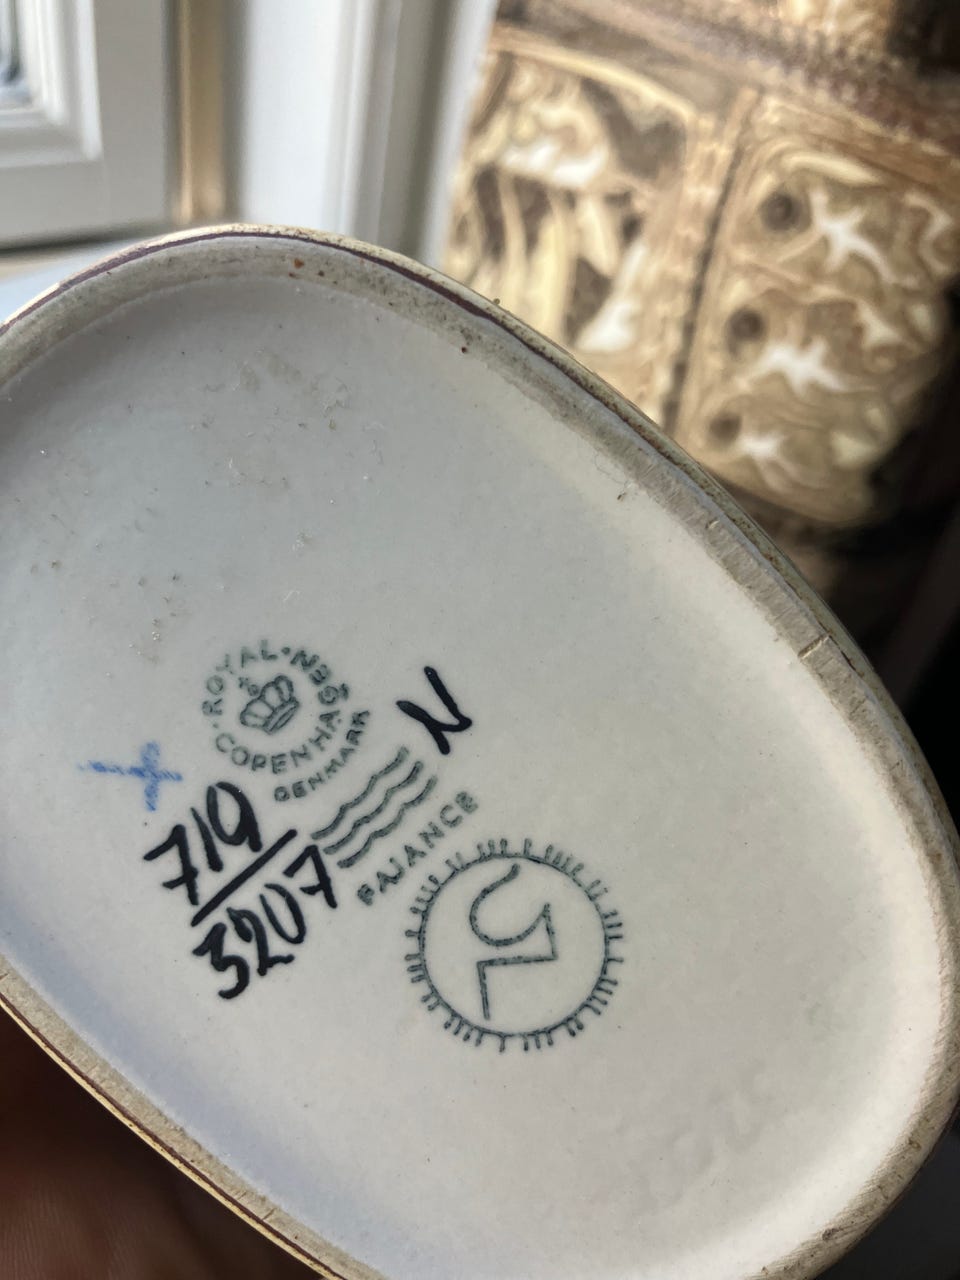 ROYAL COPENHAGEN
DENMARK
N
719
3207
FAJANCE